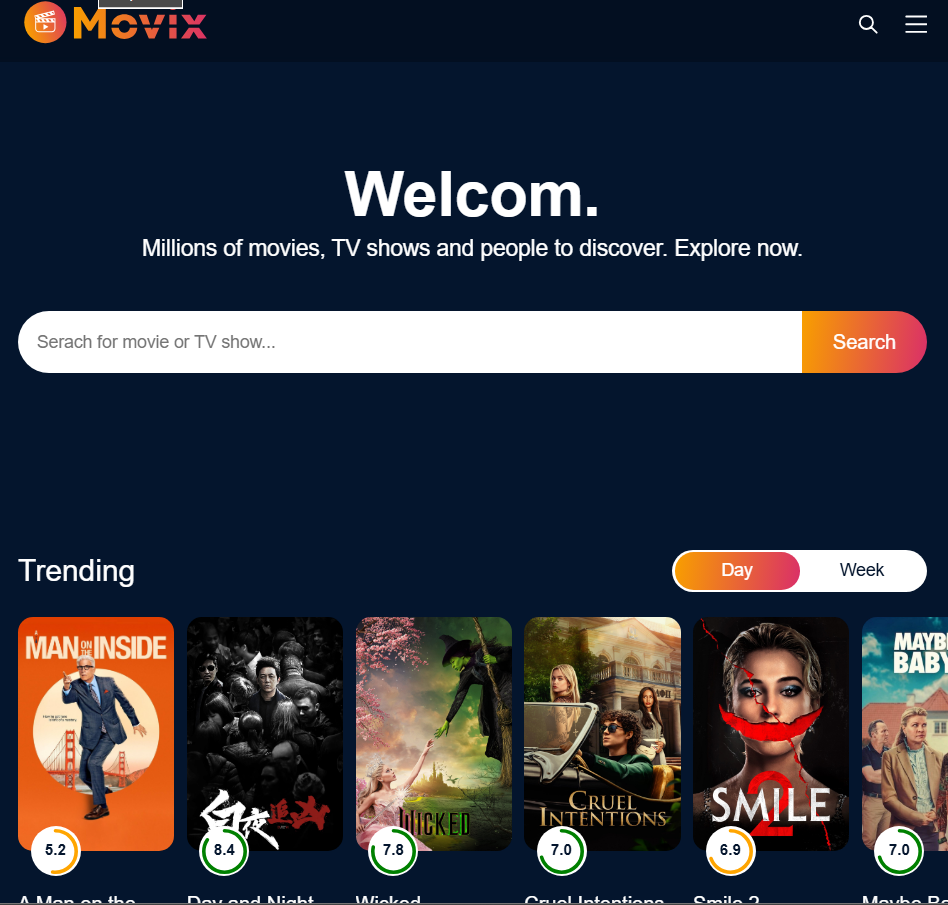 Movix
Welcom.
Millions of movies, TV shows and people to discover. Explore now.
Serach for movie or TV show...
Search
Trending
Day
Week
A
MAN ON THE INSIDE
白夜追凶
WICKED
CRUEL
INTENTIONS
SMILE
2
MAYB
BABY
5.2
8.4
7.8
7.0
6.9
7.0
A Man on the
Day and Night
Wicked
Cruel Intentions
Smile 2
Maybe Ba